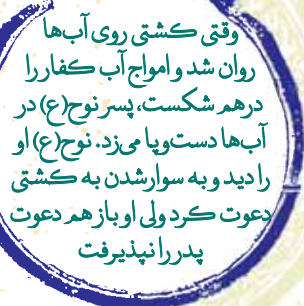 وقتی کشتی روی آب‌ها
روان شد و امواج آب کفار را
درهم شکست، پسر نوح(ع) در
آب‌ها دست‌وپا می‌زد. نوح(ع) او
را دید و به سوارشدن به کشتی
دعوت کرد ولی او باز هم دعوت
پدر را نپذیرفت